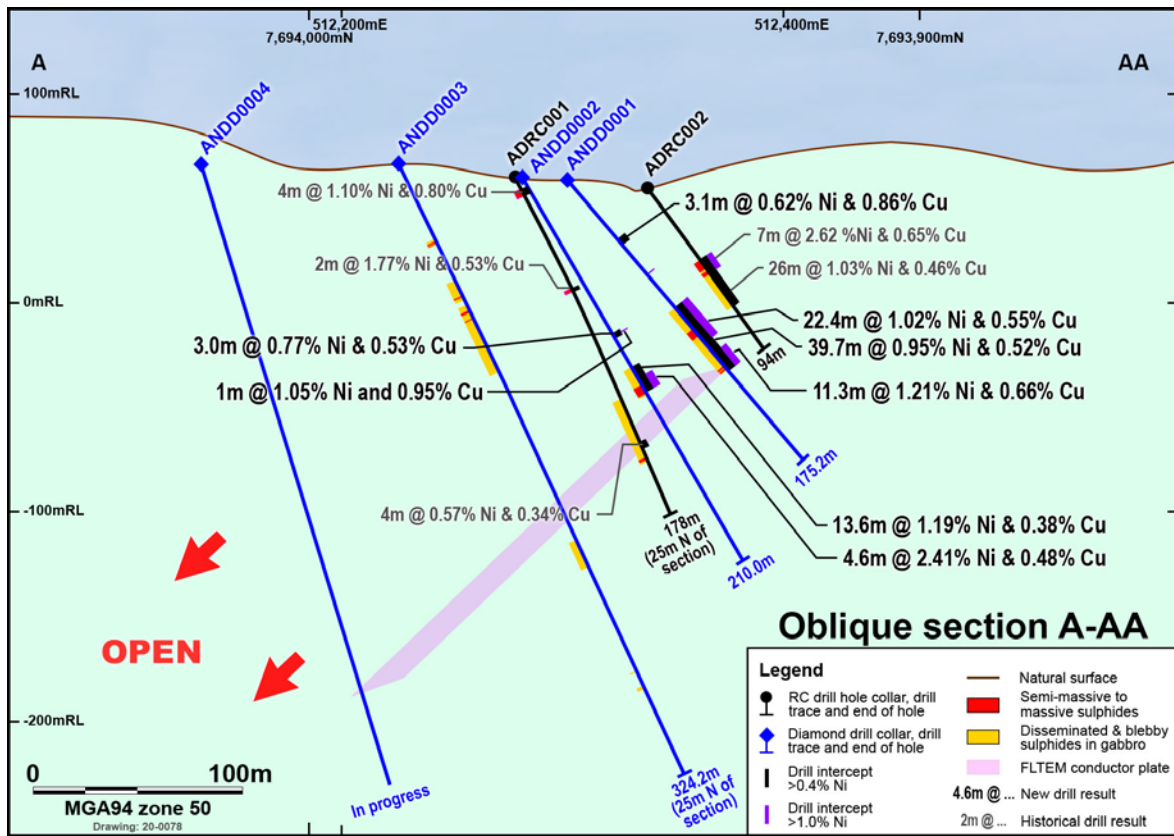 512,200mE
7,694,000mN
512,400mE
7,693,900mN
A
AA
100mRL
ANDD0004
ANDD0003
ADRC001
ANDD0002
ANDD0001
ADRC002
4m @ 1.10% Ni & 0.80% Cu
3.1m @ 0.62% Ni & 0.86% Cu
7m @ 2.62 %Ni & 0.65% Cu
2m @ 1.77% Ni & 0.53% Cu
26m @ 1.03% Ni & 0.46% Cu
0mRL
22.4m @ 1.02% Ni & 0.55% Cu
3.0m @ 0.77% Ni & 0.53% Cu
39.7m @ 0.95% Ni & 0.52% Cu
94m
1m @ 1.05% Ni and 0.95% Cu
11.3m @ 1.21% Ni & 0.66% Cu
175.2m
-100mRL
4m @ 0.57% Ni & 0.34% Cu
178m
(25m N of
section)
13.6m @ 1.19% Ni & 0.38% Cu
4.6m @ 2.41% Ni & 0.48% Cu
210.0m
OPEN
-200mRL
In progress
324.2m
(25m N of
section)
0
100m
MGA94 zone 50
Drawing: 20-0078
Oblique section A-AA
Legend
RC drill hole collar, drill
trace and end of hole
Diamond drill collar, drill
trace and end of hole
Drill intercept
>0.4% Ni
Drill intercept
>1.0% Ni
Natural surface
Semi-massive to
massive sulphides
Disseminated & blebby
sulphides in gabbro
FLTEM conductor plate
4.6m @ ... New drill result
2m @ ... Historical drill result